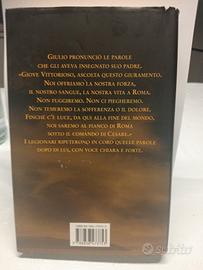 GIULIO PRONUNCIÒ LE PAROLE
CHE GLI AVEVA INSEGNATO SUO PADRE.
«GIOVE VITTORIOSO, ASCOLTA QUESTO GIURAMENTO.
NOI OFFRIAMO LA NOSTRA FORZA,
IL NOSTRO SANGUE, LA NOSTRA VITA A ROMA.
NON FUGGIREMO. NON CI PIEGHEREMO.
NON TEMEREMO LA SOFFERENZA O IL DOLORE.
FINCHÉ C'È LUCE, DA QUI ALLA FINE DEL MONDO,
NOI SAREMO AL FIANCO DI ROMA
SOTTO IL COMANDO DI CESARE.»
I LEGIONARI RIPETERONO IN CORO QUELLE PAROLE
DOPO DI LUI, CON VOCE CHIARA E FORTE.
subito